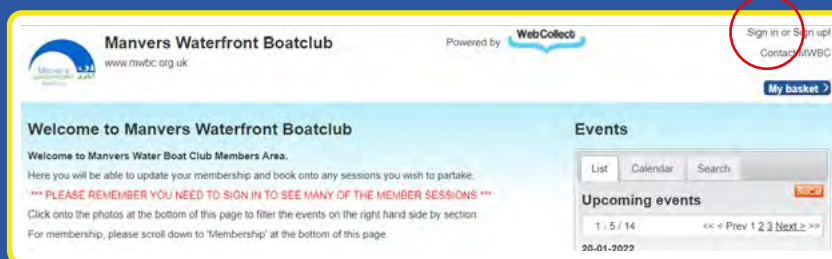 Manvers Waterfront Boatclub
www.mwbc.org.uk
Powered by WebCollect
Sign in or Sign up!
Contact MWBC
My basket >
Welcome to Manvers Waterfront Boatclub
Welcome to Manvers Water Boat Club Members Area.
Here you will be able to update your membership and book onto any sessions you wish to partake.
*** PLEASE REMEMBER YOU NEED TO SIGN IN TO SEE MANY OF THE MEMBER SESSIONS ***
Click onto the photos at the bottom of this page to filter the events on the right hand side by section.
For membership, please scroll down to 'Membership' at the bottom of this page.
Events
List Calendar Search
Upcoming events
1 - 5 / 14 << < Prev 1 2 3 Next > >>
20-01-2022